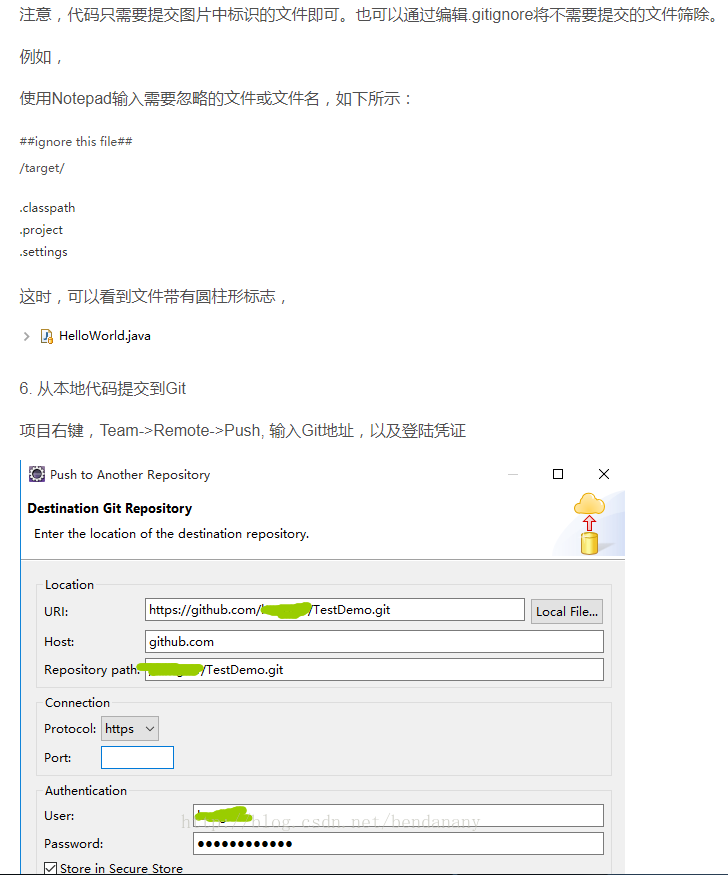 注意，代码只需要提交图片中标识的文件即可。也可以通过编辑.gitignore将不需要提交的文件筛除。
例如，
使用Notepad输入需要忽略的文件或文件名，如下所示：
##ignore this file##
/target/
.classpath
.project
.settings
这时，可以看到文件带有圆柱形标志，
HelloWorld.java
6. 从本地代码提交到Git
项目右键，Team->Remote->Push, 输入Git地址，以及登陆凭证
Push to Another Repository
Destination Git Repository
Enter the location of the destination repository.
Location
URI: https://github.com/ /TestDemo.git Local File...
Host: github.com
Repository path: /TestDemo.git
Connection
Protocol: https
Port:
Authentication
User:
http://blog.csdn.net/bendanany
Password: ●●●●●●●●●●●●
Store in Secure Store